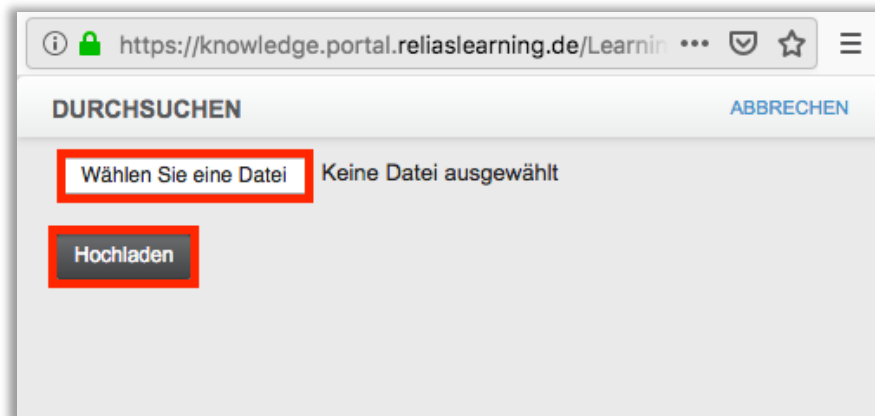 https://knowledge.portal.reliaslearning.de/Learnin
DURCHSUCHEN ABBRECHEN
Wählen Sie eine Datei Keine Datei ausgewählt
Hochladen